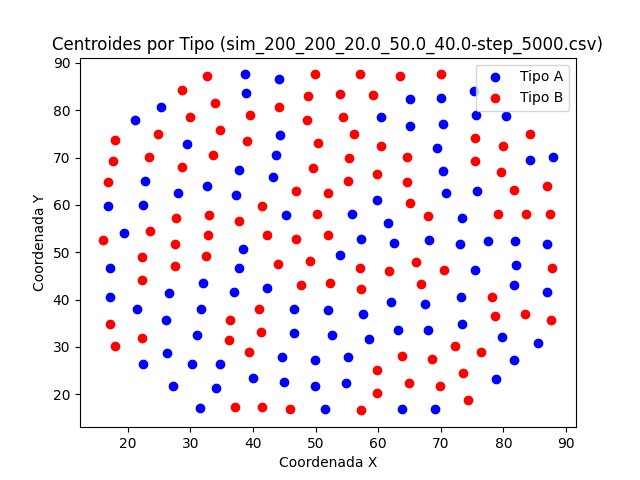 Centroides por Tipo (sim_200_200_20.0_50.0_40.0-step_5000.csv)
Tipo A
Tipo B
90
80
70
60
50
40
30
20
Coordenada Y
20 30 40 50 60 70 80 90
Coordenada X